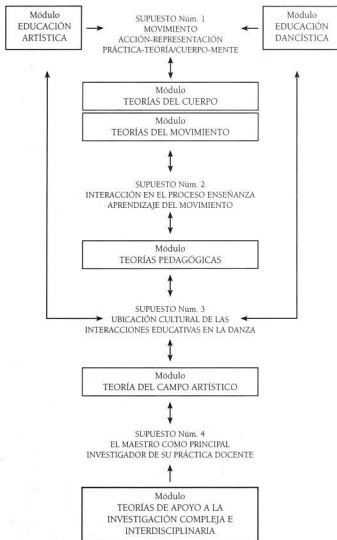 Módulo
EDUCACIÓN
ARTÍSTICA
SUPUESTO Núm. 1
MOVIMIENTO
ACCIÓN-REPRESENTACIÓN
PRÁCTICA-TEORÍA/CUERPO-MENTE
Módulo
EDUCACIÓN
DANCÍSTICA
Módulo
TEORÍAS DEL CUERPO
Módulo
TEORÍAS DEL MOVIMIENTO
SUPUESTO Núm. 2
INTERACCIÓN EN EL PROCESO ENSEÑANZA
APRENDIZAJE DEL MOVIMIENTO
Módulo
TEORÍAS PEDAGÓGICAS
SUPUESTO Núm. 3
UBICACIÓN CULTURAL DE LAS
INTERACCIONES EDUCATIVAS EN LA DANZA
Módulo
TEORÍA DEL CAMPO ARTÍSTICO
SUPUESTO Núm. 4
EL MAESTRO COMO PRINCIPAL
INVESTIGADOR DE SU PRÁCTICA DOCENTE
Módulo
TEORÍAS DE APOYO A LA
INVESTIGACIÓN COMPLEJA E
INTERDISCIPLINARIA